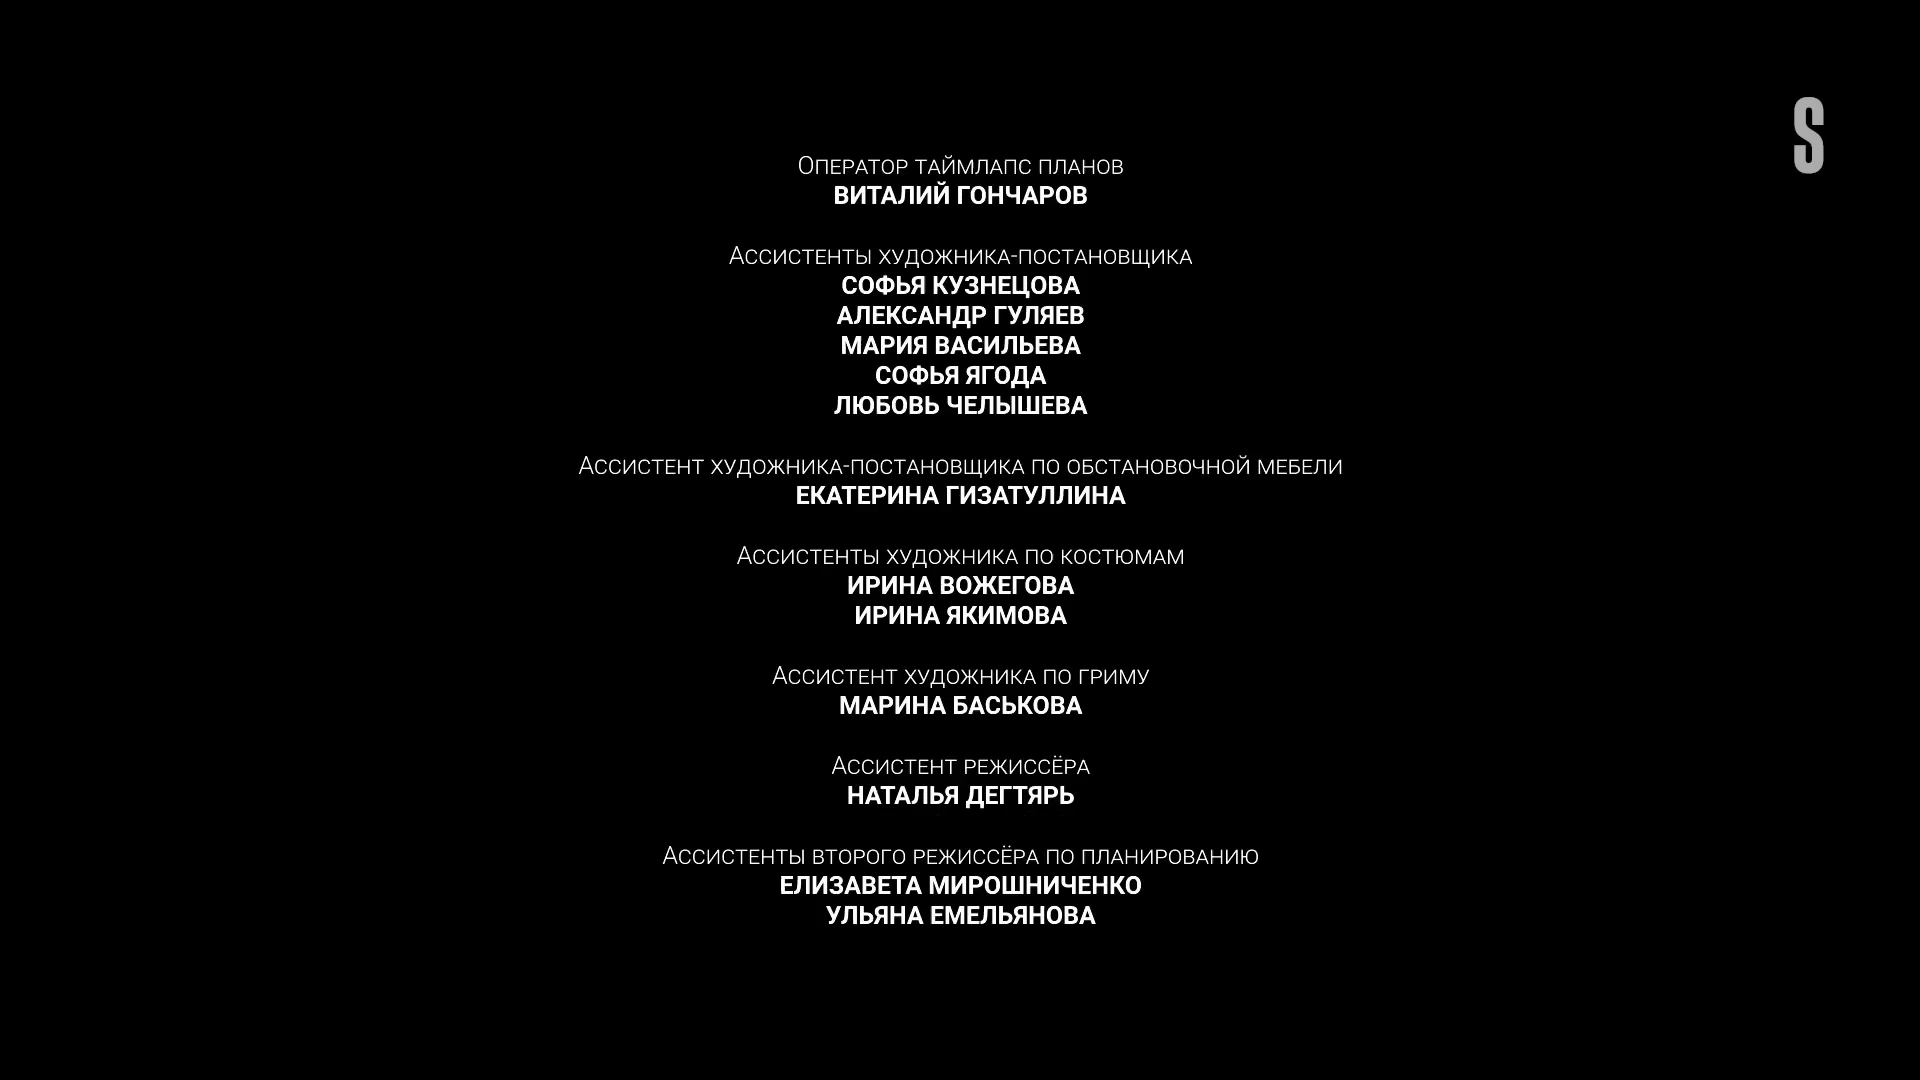 S
Оператор таймлапс планов
ВИТАЛИЙ ГОНЧАРОВ
Ассистенты художника-постановщика
СОФЬЯ КУЗНЕЦОВА
АЛЕКСАНДР ГУЛЯЕВ
МАРИЯ ВАСИЛЬЕВА
СОФЬЯ ЯГОДА
ЛЮБОВЬ ЧЕЛЫШЕВА
Ассистент художника-постановщика по обстановочной мебели
ЕКАТЕРИНА ГИЗАТУЛЛИНА
Ассистенты художника по костюмам
ИРИНА ВОЖЕГОВА
ИРИНА ЯКИМОВА
Ассистент художника по гриму
МАРИНА БАСЬКОВА
Ассистент режиссёра
НАТАЛЬЯ ДЕГТЯРЬ
Ассистенты второго режиссёра по планированию
ЕЛИЗАВЕТА МИРОШНИЧЕНКО
УЛЬЯНА ЕМЕЛЬЯНОВА